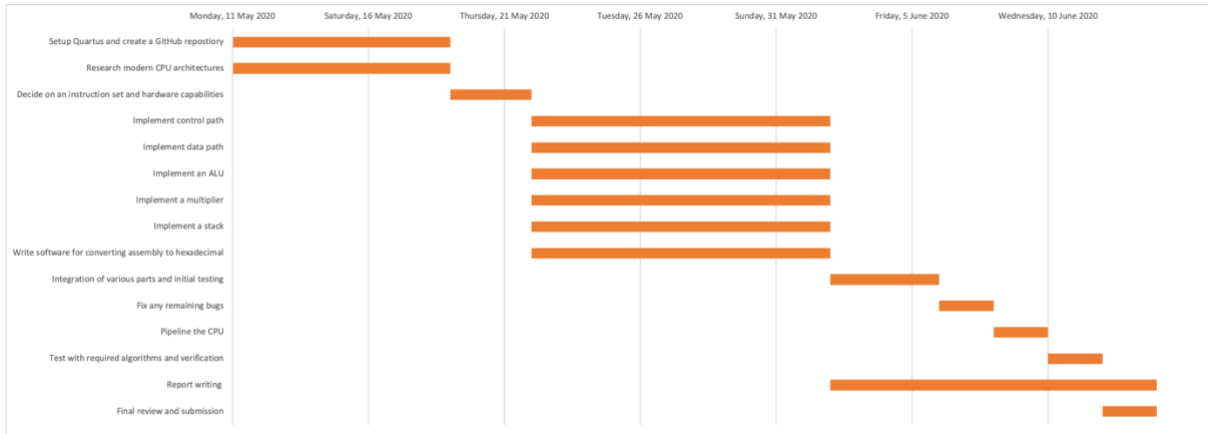 Monday, 11 May 2020 Saturday, 16 May 2020 Thursday, 21 May 2020 Tuesday, 26 May 2020 Sunday, 31 May 2020 Friday, 5 June 2020 Wednesday, 10 June 2020
Setup Quartus and create a GitHub repostiory
Research modern CPU architectures
Decide on an instruction set and hardware capabilities
Implement control path
Implement data path
Implement an ALU
Implement a multiplier
Implement a stack
Write software for converting assembly to hexadecimal
Integration of various parts and initial testing
Fix any remaining bugs
Pipeline the CPU
Test with required algorithms and verification
Report writing
Final review and submission